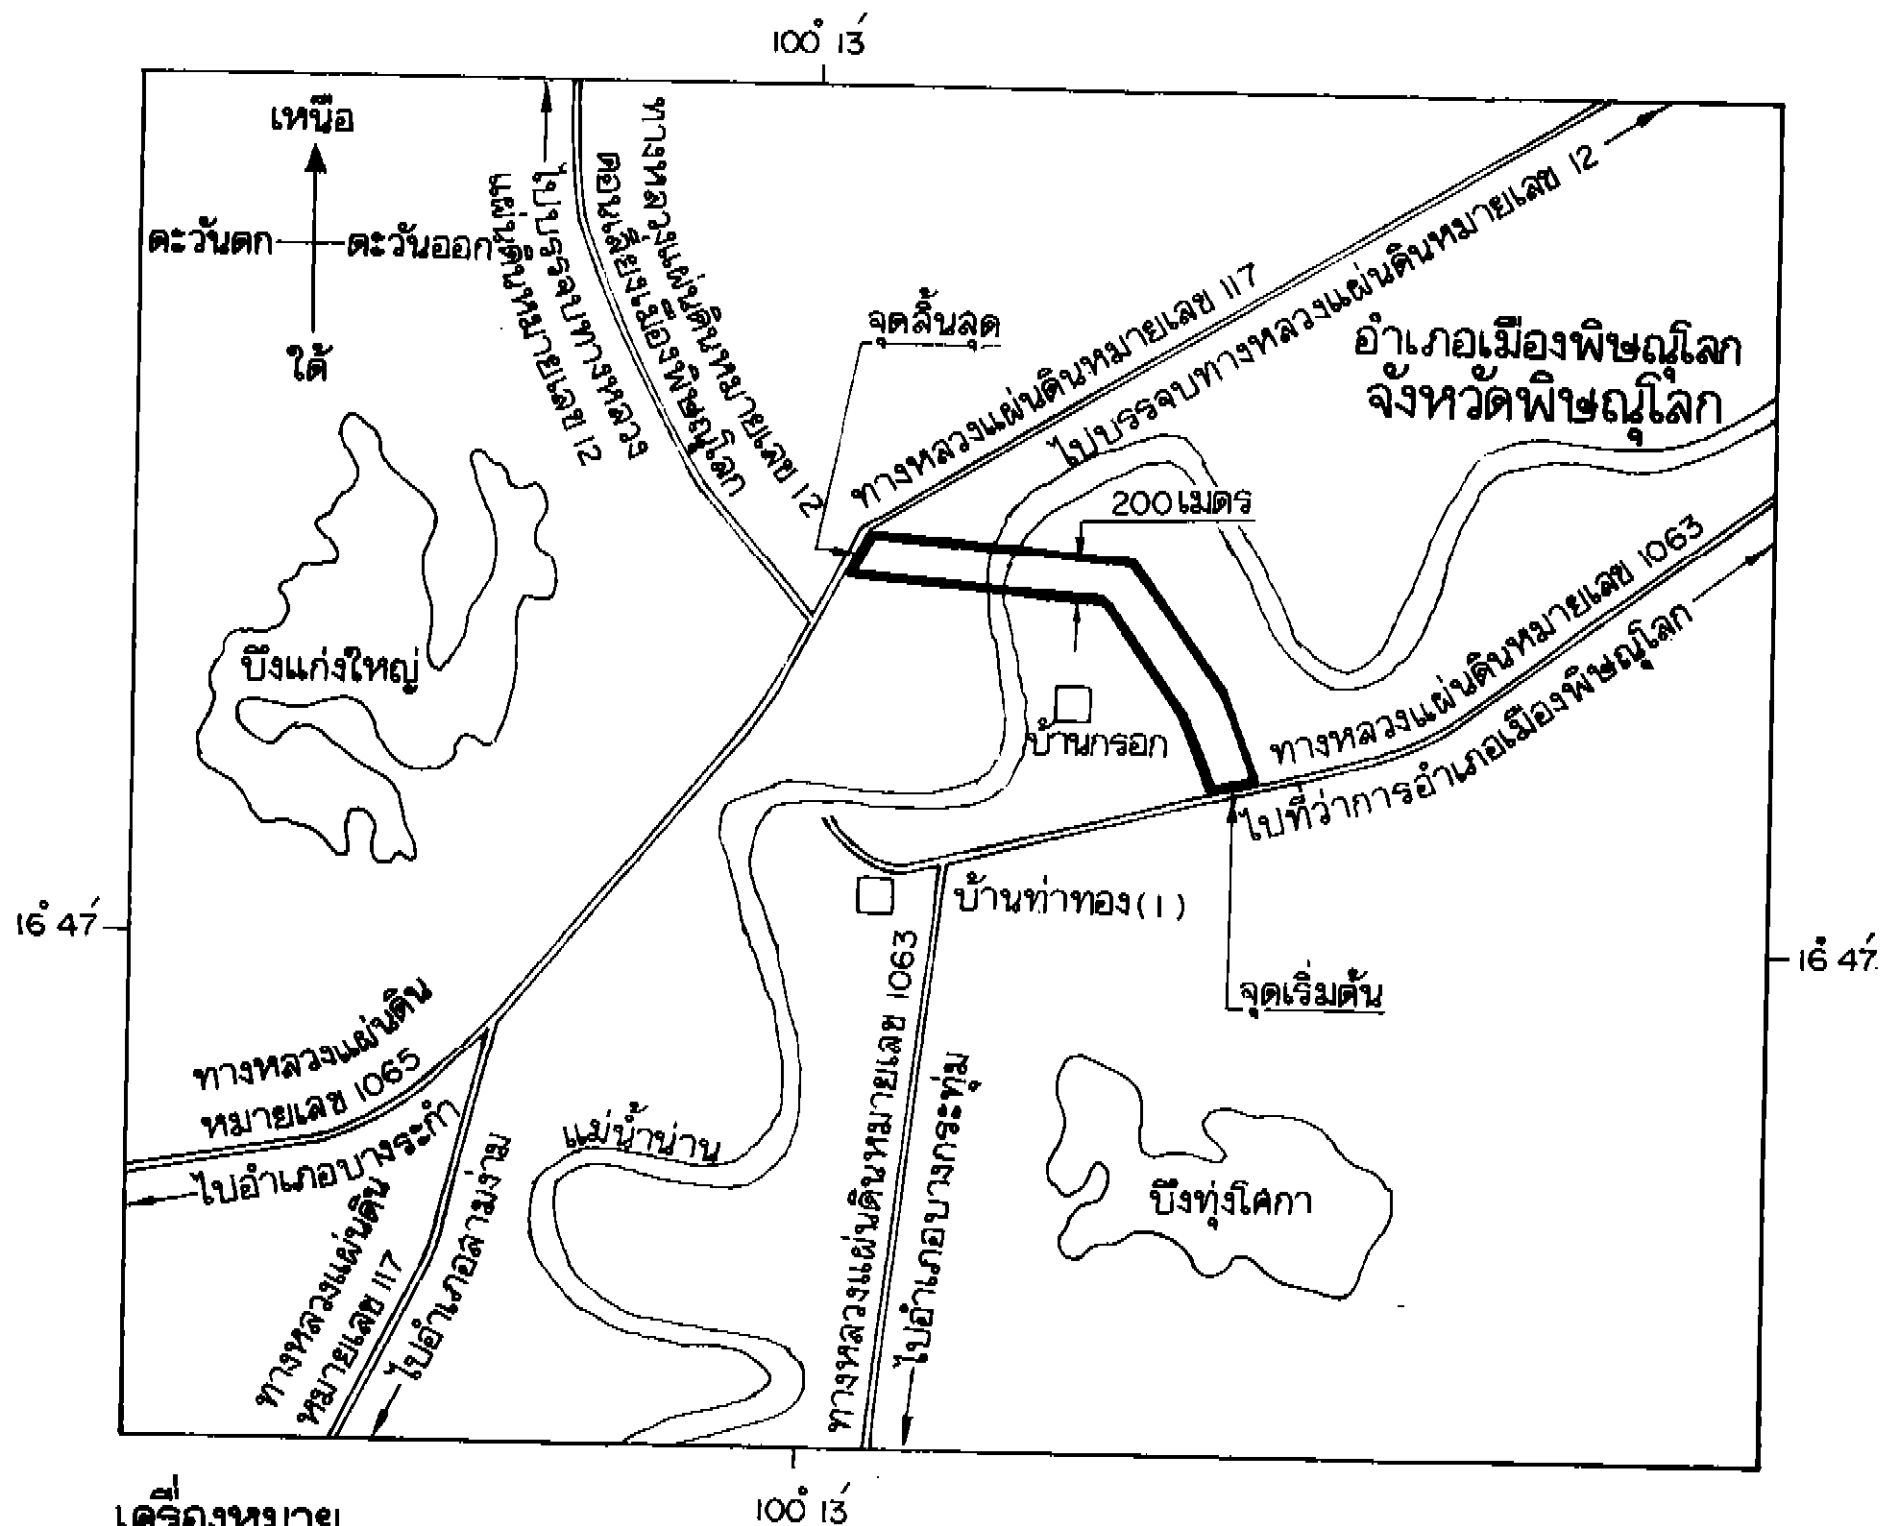 100° 13′
เหนือ
ตะวันตก
ตะวันออก
ใต้
ทางหลวงแผ่นดินหมายเลข 12
ตอนเลี่ยงเมืองพิษณุโลก
ไปบรรจบทางหลวง
แผ่นดินหมายเลข 12
จุดสิ้นสุด
ทางหลวงแผ่นดินหมายเลข 117
ไปบรรจบทางหลวงแผ่นดินหมายเลข 12
อำเภอเมืองพิษณุโลก
จังหวัดพิษณุโลก
200 เมตร
บึงแก่งใหญ่
บ้านกรอก
ทางหลวงแผ่นดินหมายเลข 1063
ไปที่ว่าการอำเภอเมืองพิษณุโลก
บ้านท่าทอง (1)
16° 47′
16° 47′
จุดเริ่มต้น
ทางหลวงแผ่นดิน
หมายเลข 1065
ไปอำเภอบางระกำ
ทางหลวงแผ่นดิน
หมายเลข 117
ไปอำเภอสามง่าม
แม่น้ำน่าน
ทางหลวงแผ่นดินหมายเลข 1063
ไปอำเภอบางกระทุ่ม
บึงทุ่งโคกา
100° 13′
เครื่องหมาย